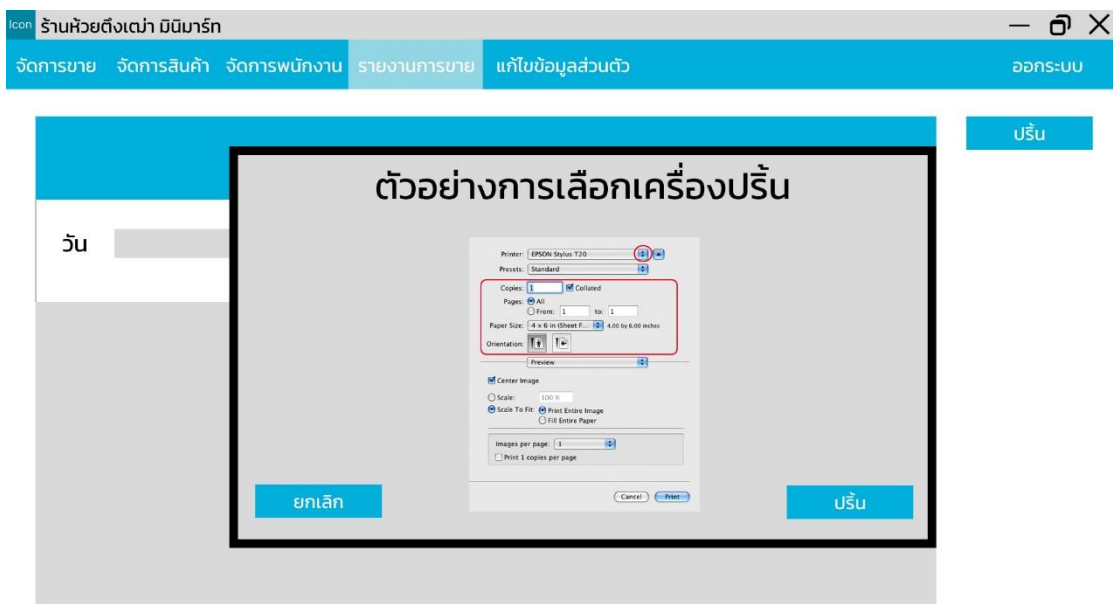 Icon ร้านห้วยตึงเฒ่า มินิมาร์ท
จัดการขาย จัดการสินค้า จัดการพนักงาน รายงานการขาย แก้ไขข้อมูลส่วนตัว ออกระบบ
ปริ้น
ตัวอย่างการเลือกเครื่องปริ้น
วัน
Printer: EPSON Stylus T20
Presets: Standard
Copies: 1 Collated
Pages: All
From: 1 to: 1
Paper Size: 4 x 6 in (Sheet F... 4.00 by 6.00 inches
Orientation:
Preview
Center Image
Scale: 100 %
Scale To Fit: Print Entire Image
Fill Entire Paper
Images per page: 1
Print 1 copies per page
Cancel Print
ยกเลิก ปริ้น